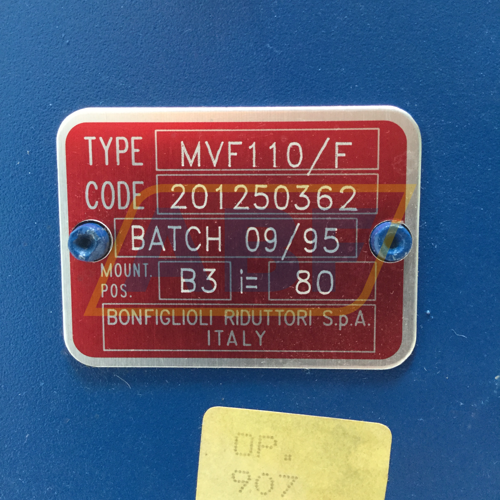 TYPE MVF110/F
CODE 201250362
BATCH 09/95
MOUNT. POS. B3 i= 80
BONFIGLIOLI RIDUTTORI S.p.A.
ITALY
OP.
907